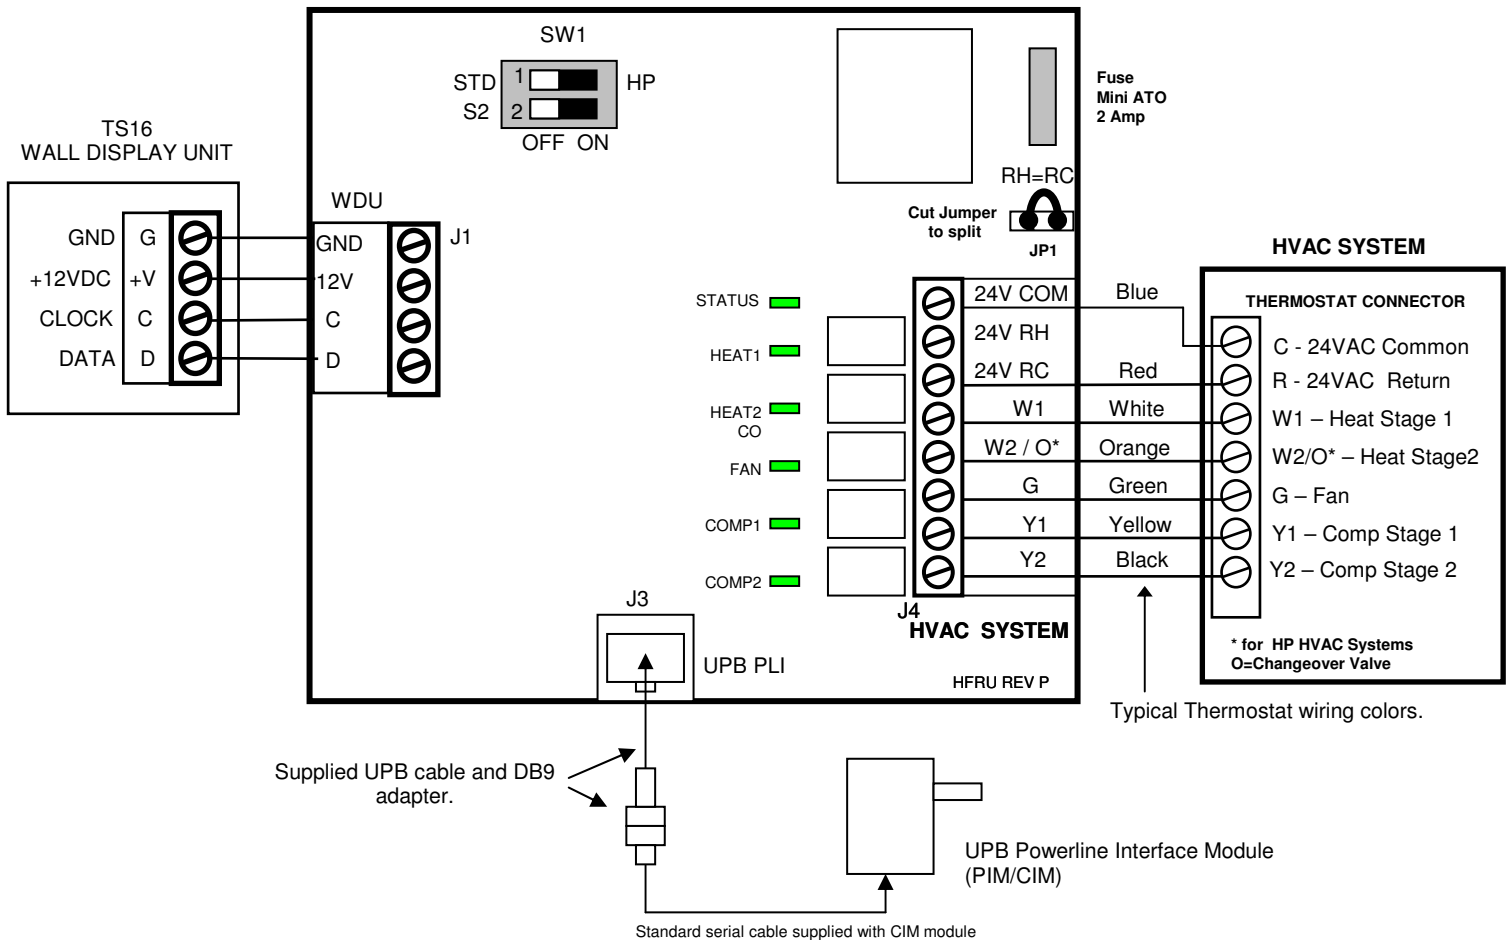 SW1
STD
1
HP
S2
2
OFF ON
Fuse
Mini ATO
2 Amp
TS16
WALL DISPLAY UNIT
RH=RC
Cut Jumper
to split
JP1
WDU
J1
GND G
+12VDC +V
CLOCK C
DATA D
GND
12V
C
D
STATUS
HEAT1
HEAT2
CO
FAN
COMP1
COMP2
24V COM Blue
24V RH
24V RC Red
W1 White
W2 / O* Orange
G Green
Y1 Yellow
Y2 Black
J4
HVAC SYSTEM
HFRU REV P
HVAC SYSTEM
THERMOSTAT CONNECTOR
C - 24VAC Common
R - 24VAC Return
W1 – Heat Stage 1
W2/O* – Heat Stage2
G – Fan
Y1 – Comp Stage 1
Y2 – Comp Stage 2
* for HP HVAC Systems
O=Changeover Valve
Typical Thermostat wiring colors.
J3
UPB PLI
Supplied UPB cable and DB9
adapter.
UPB Powerline Interface Module
(PIM/CIM)
Standard serial cable supplied with CIM module